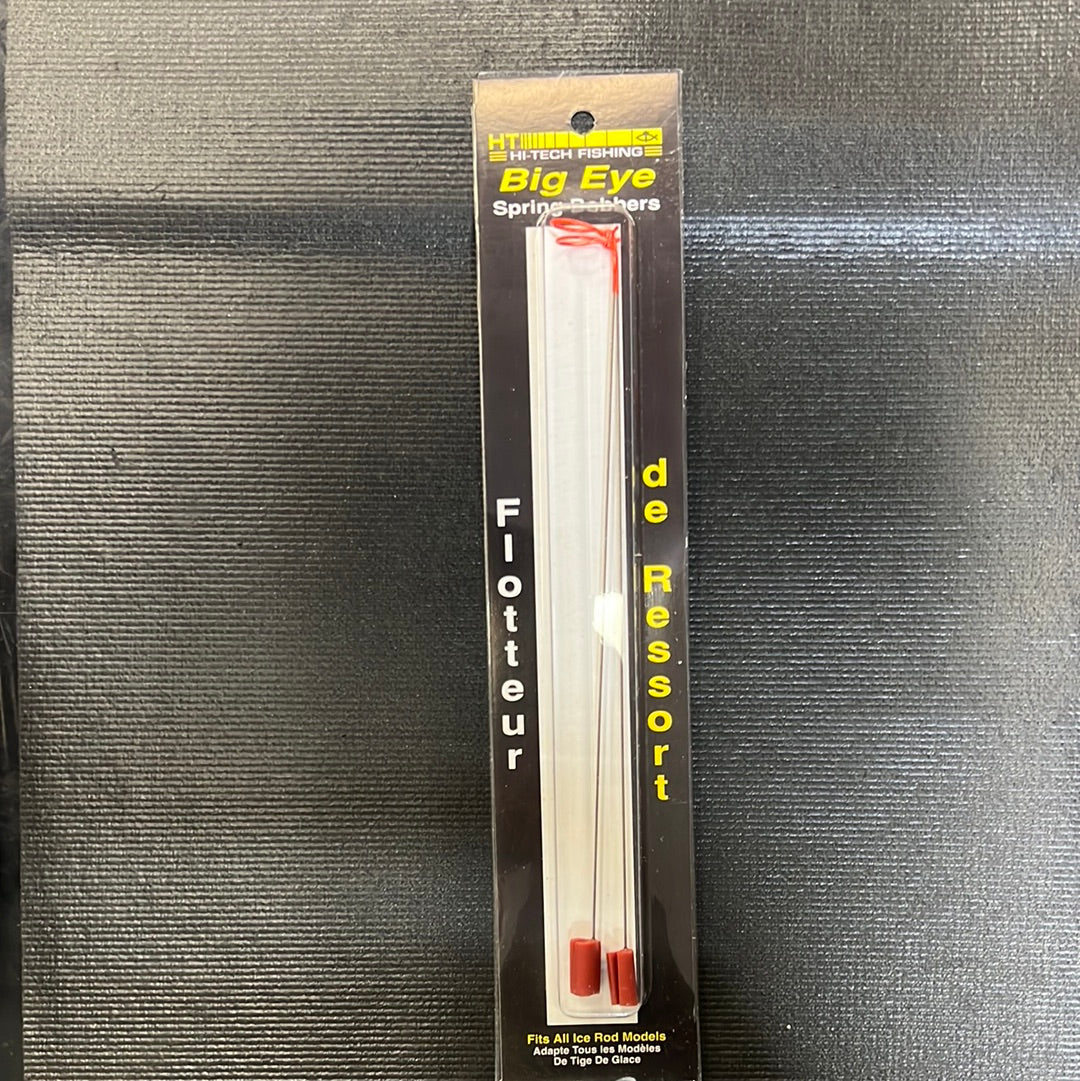 HT
HI-TECH FISHING
Big Eye
Spring Bobbers
Flotteur
de Ressort
Fits All Ice Rod Models
Adapte Tous les Modèles
De Tige De Glace